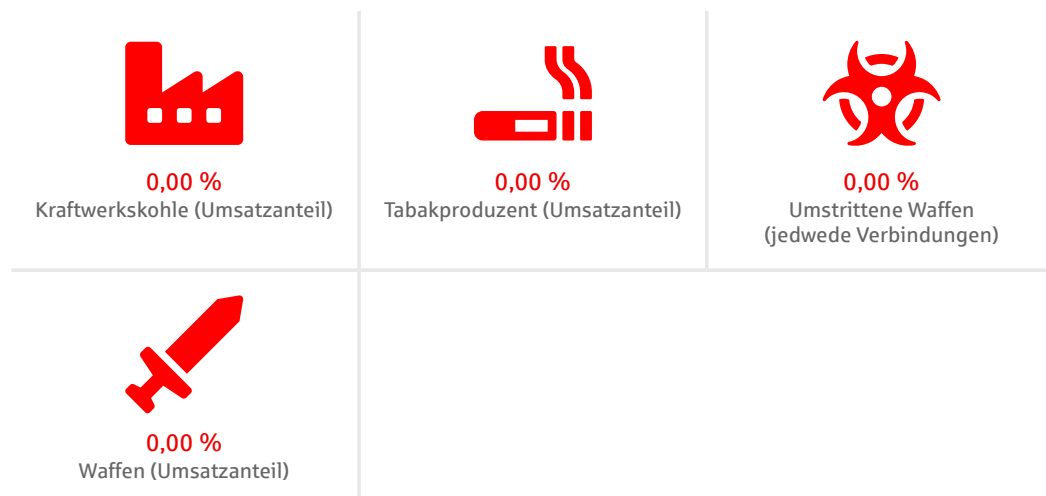 0,00 %
Kraftwerkskohle (Umsatzanteil)
0,00 %
Tabakproduzent (Umsatzanteil)
0,00 %
Umstrittene Waffen
(jedwede Verbindungen)
0,00 %
Waffen (Umsatzanteil)